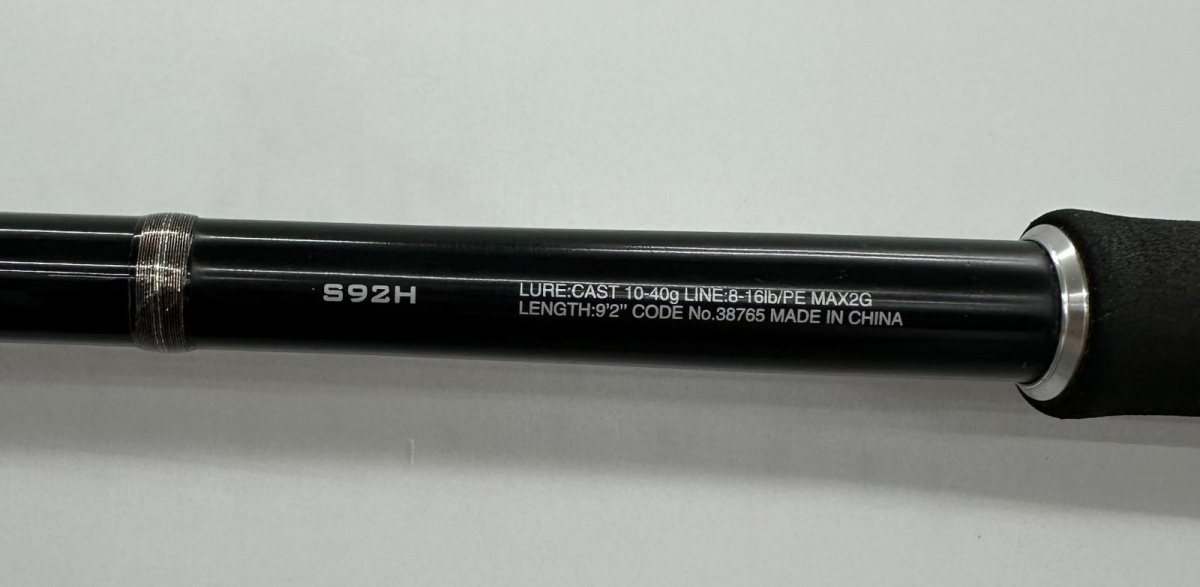 S92H
LURE:CAST 10-40g LINE:8-16lb/PE MAX2G
LENGTH:9'2" CODE No.38765 MADE IN CHINA